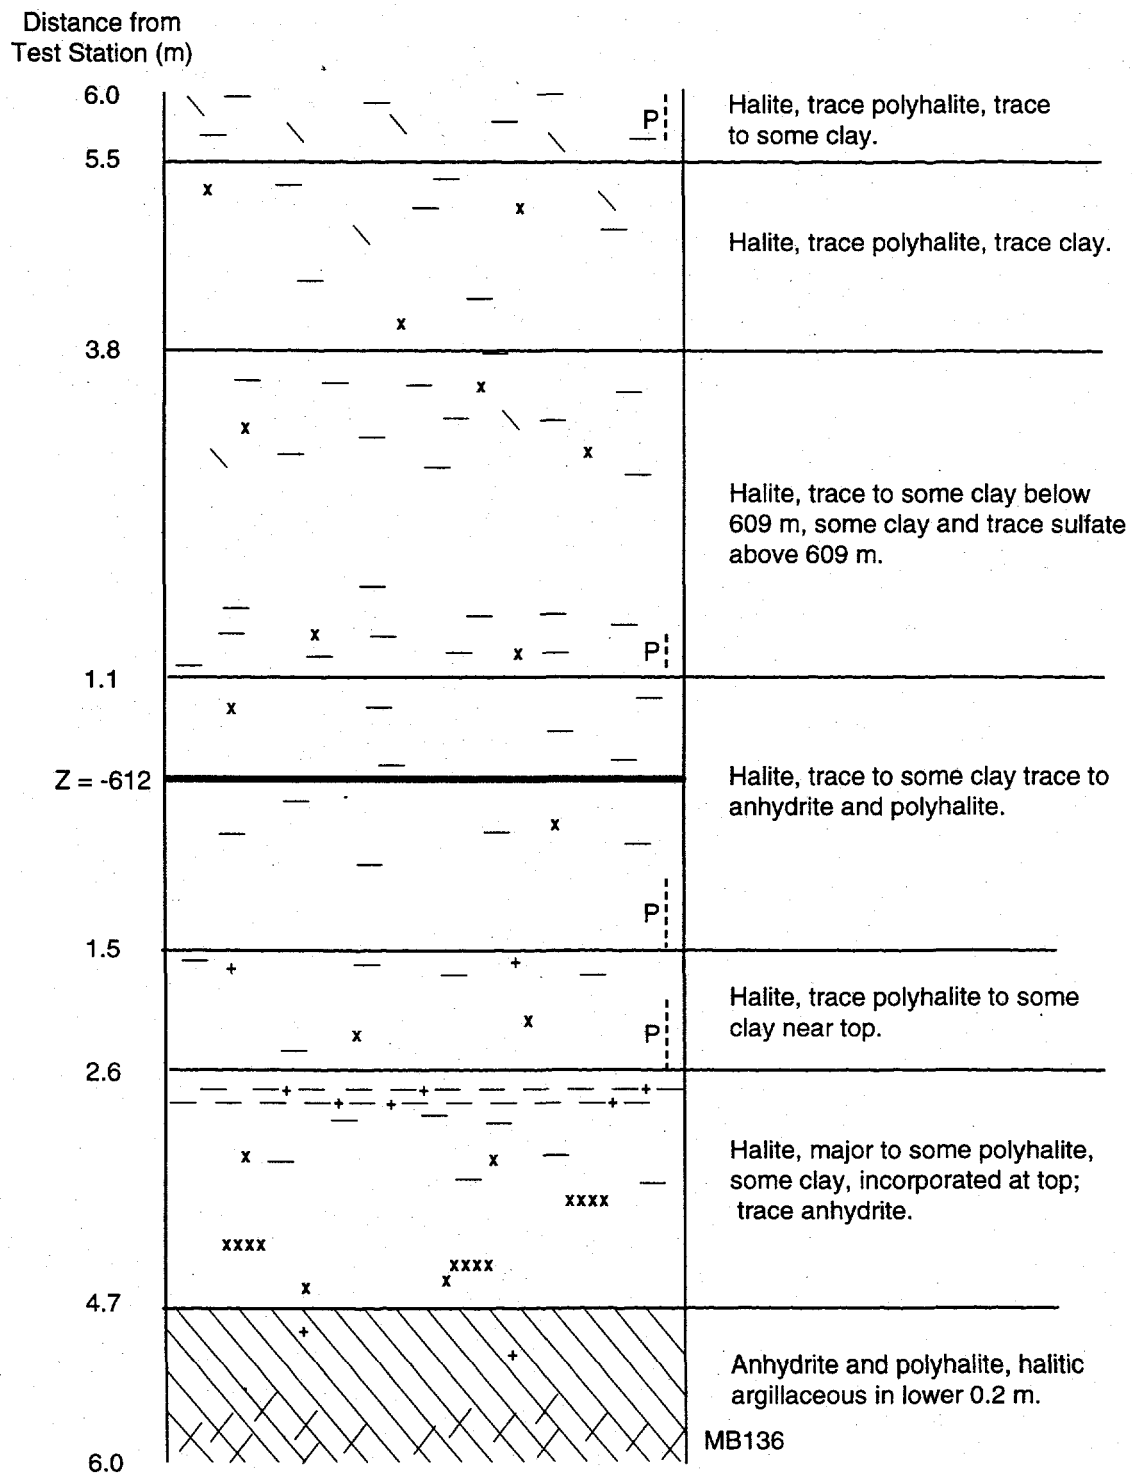 Distance from
Test Station (m)
6.0
P
Halite, trace polyhalite, trace
to some clay.
5.5
Halite, trace polyhalite, trace clay.
3.8
Halite, trace to some clay below
609 m, some clay and trace sulfate
above 609 m.
P
1.1
Z = -612
Halite, trace to some clay trace to
anhydrite and polyhalite.
P
1.5
Halite, trace polyhalite to some
clay near top.
P
2.6
Halite, major to some polyhalite,
some clay, incorporated at top;
trace anhydrite.
4.7
Anhydrite and polyhalite, halitic
argillaceous in lower 0.2 m.
MB136
6.0